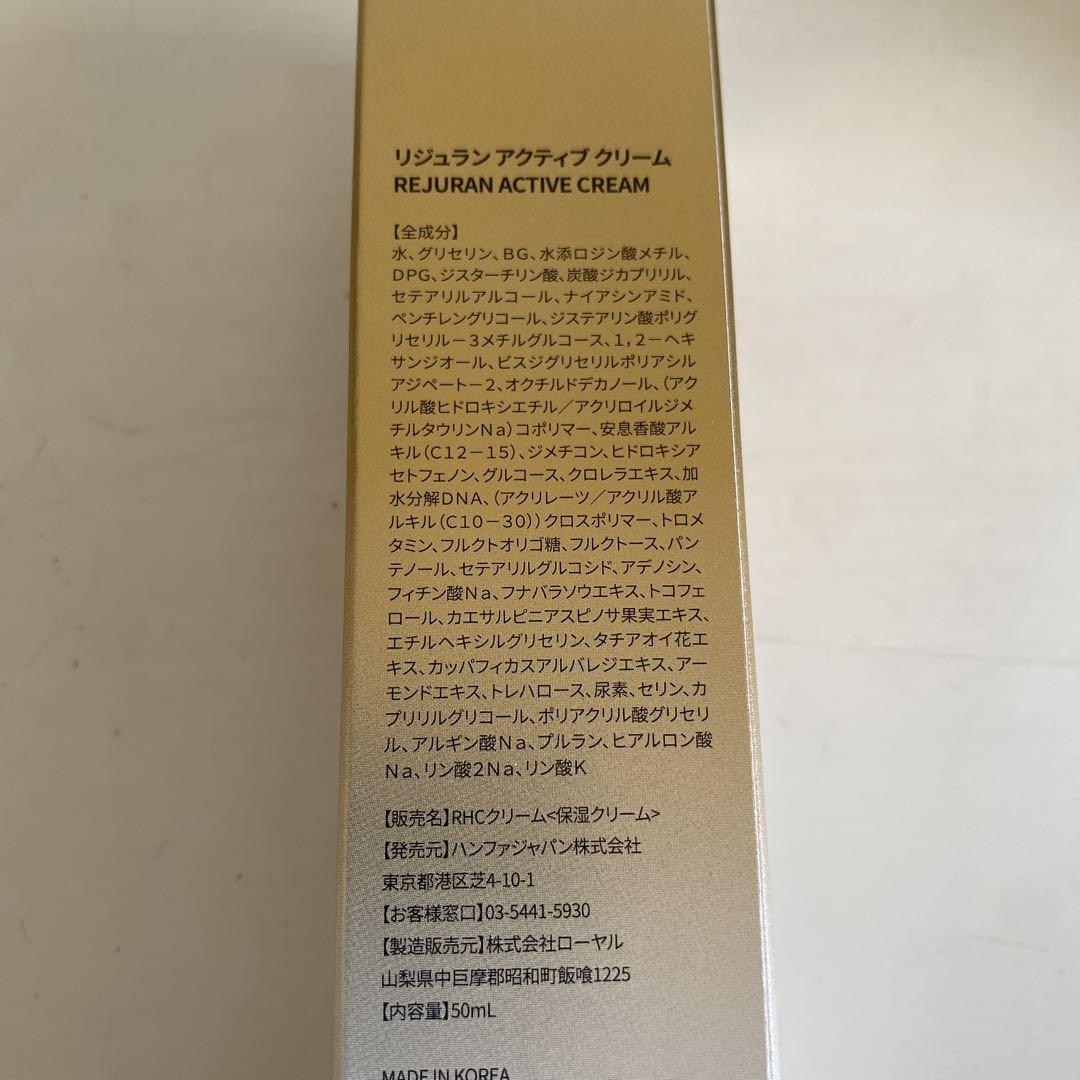 リジュラン アクティブ クリーム
REJURAN ACTIVE CREAM
【全成分】
水、グリセリン、BG、水添ロジン酸メチル、
DPG、ジスターチリン酸、炭酸ジカプリリル、
セテアリルアルコール、ナイアシンアミド、
ペンチレングリコール、ジステアリン酸ポリグ
リセリル－3メチルグルコース、1,2－ヘキ
サンジオール、ビスジグリセリルポリアシル
アジペート－2、オクチルドデカノール、(アク
リル酸ヒドロキシエチル／アクリロイルジメ
チルタウリンNa)コポリマー、安息香酸アル
キル(C12－15)、ジメチコン、ヒドロキシア
セトフェノン、グルコース、クロレラエキス、加
水分解DNA、(アクリレーツ／アクリル酸ア
ルキル(C10－30))クロスポリマー、トロメ
タミン、フルクトオリゴ糖、フルクトース、パン
テノール、セテアリルグルコシド、アデノシン、
フィチン酸Na、フナバラソウエキス、トコフェ
ロール、カエサルピニアスピノサ果実エキス、
エチルヘキシルグリセリン、タチアオイ花エ
キス、カッパフィカスアルバレジエキス、アー
モンドエキス、トレハロース、尿素、セリン、カ
プリリルグリコール、ポリアクリル酸グリセリ
ル、アルギン酸Na、プルラン、ヒアルロン酸
Na、リン酸2Na、リン酸K
【販売名】RHCクリーム<保湿クリーム>
【発売元】ハンファジャパン株式会社
東京都港区芝4-10-1
【お客様窓口】03-5441-5930
【製造販売元】株式会社ローヤル
山梨県中巨摩郡昭和町飯喰1225
【内容量】50mL
MADE IN KOREA